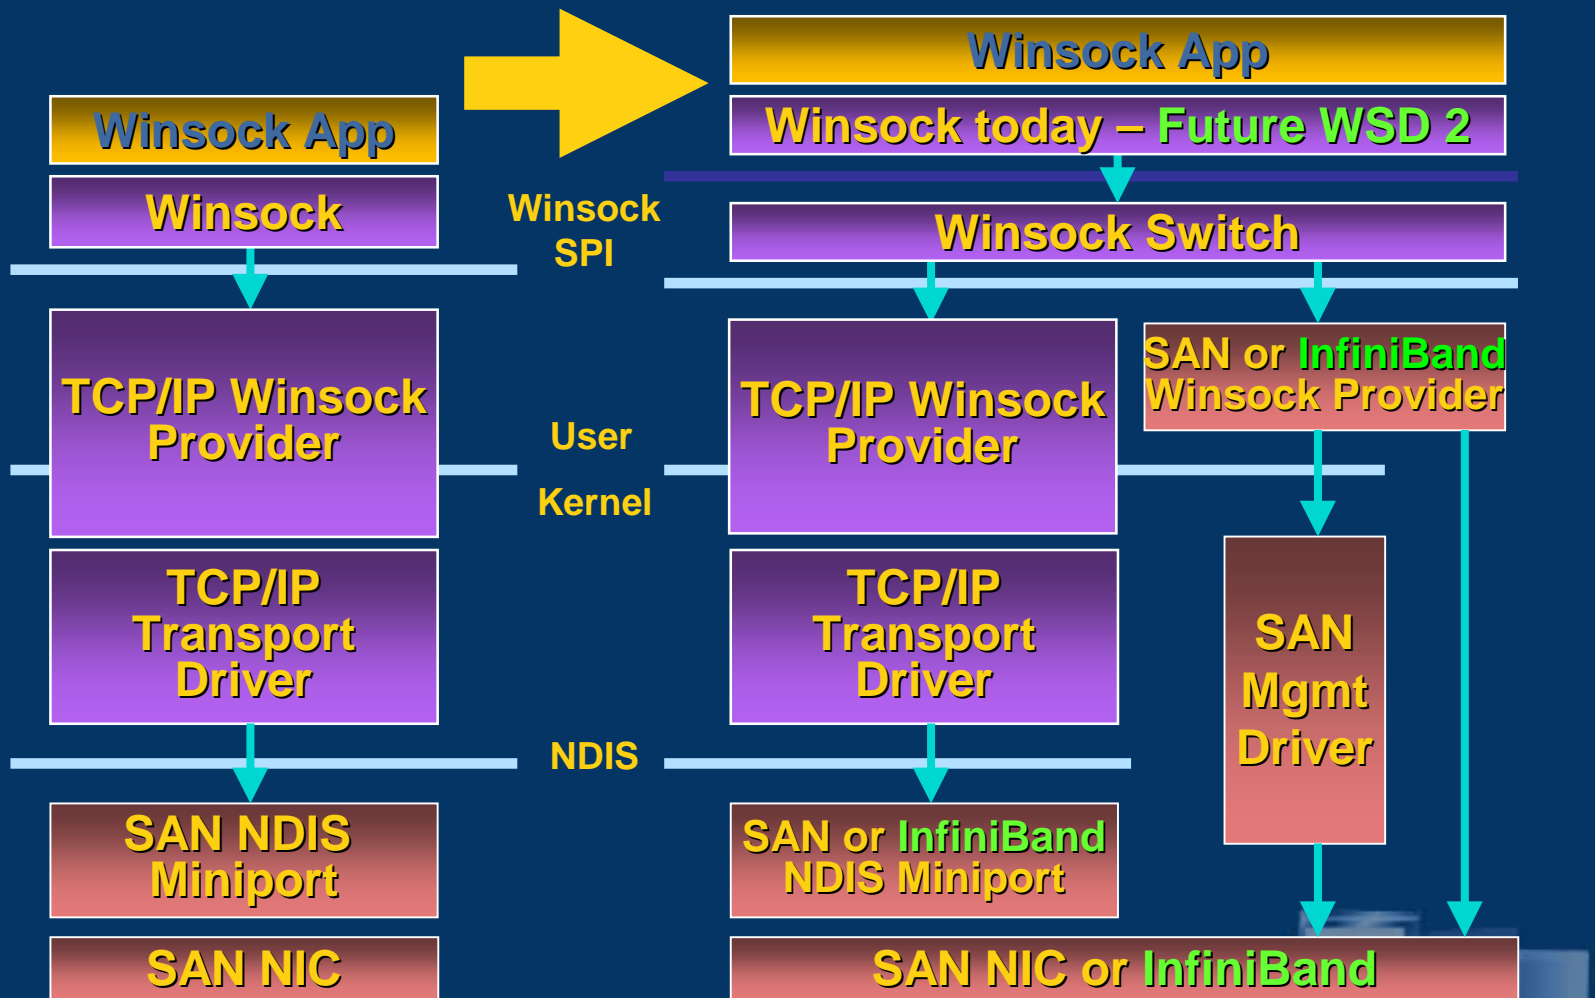 Winsock App
Winsock
TCP/IP Winsock
Provider
TCP/IP
Transport
Driver
SAN NDIS
Miniport
SAN NIC
Winsock
SPI
User
Kernel
NDIS
Winsock App
Winsock today – Future WSD 2
Winsock Switch
TCP/IP Winsock
Provider
SAN or InfiniBand
Winsock Provider
TCP/IP
Transport
Driver
SAN
Mgmt
Driver
SAN or InfiniBand
NDIS Miniport
SAN NIC or InfiniBand